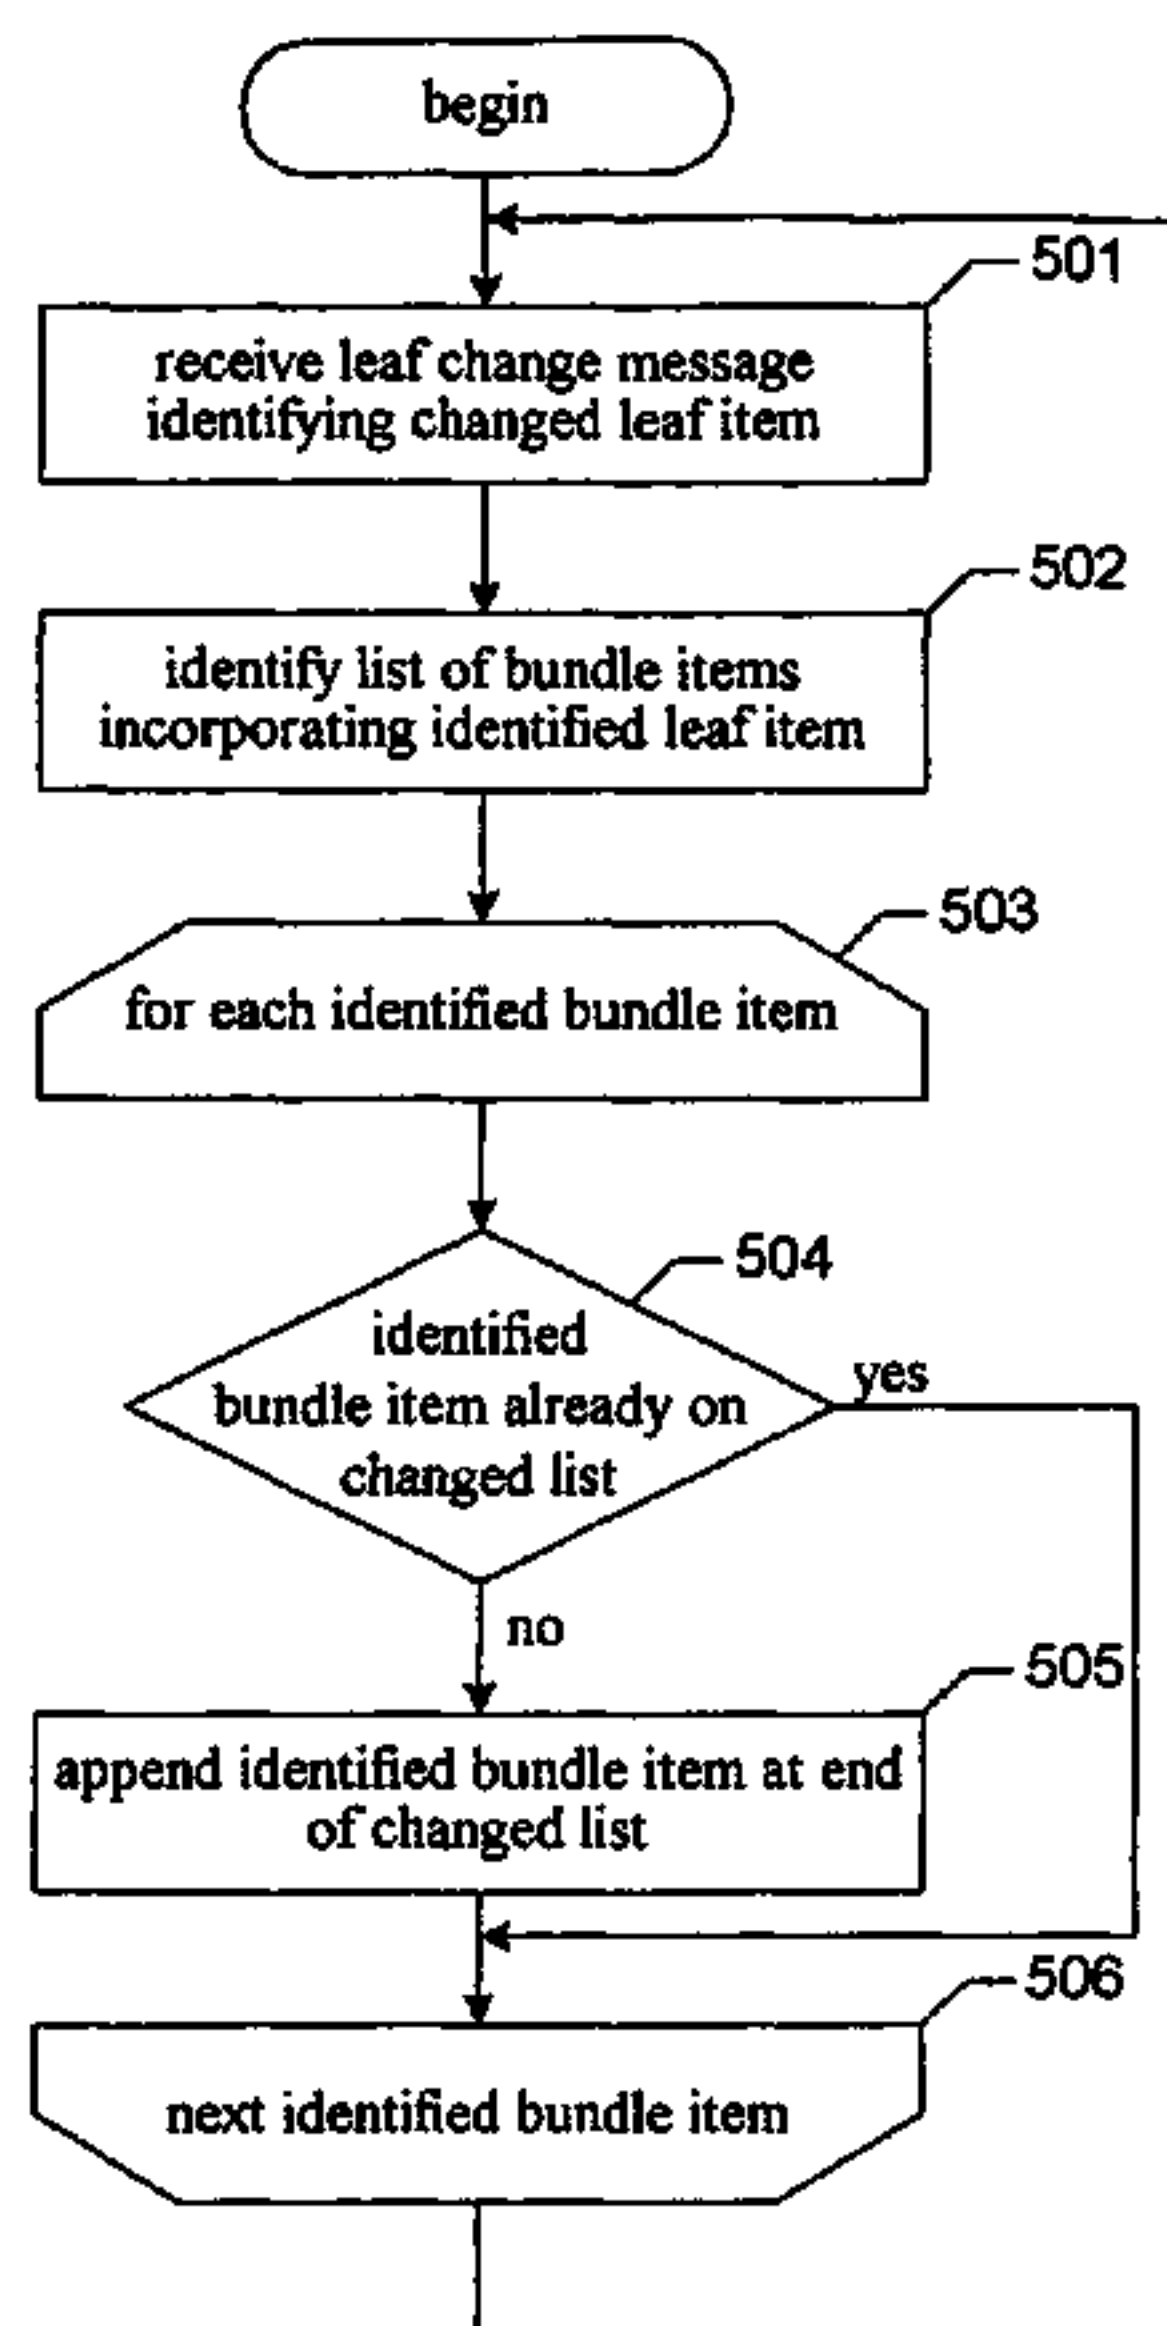 begin
501
receive leaf change message
identifying changed leaf item
502
identify list of bundle items
incorporating identified leaf item
503
for each identified bundle item
504
identified
bundle item already on
changed list
yes
no
505
append identified bundle item at end
of changed list
506
next identified bundle item